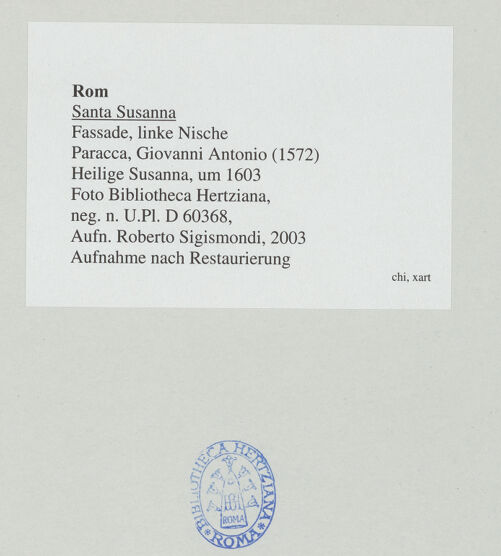 Rom
Santa Susanna
Fassade, linke Nische
Paracca, Giovanni Antonio (1572)
Heilige Susanna, um 1603
Foto Bibliotheca Hertziana,
neg. n. U.Pl. D 60368,
Aufn. Roberto Sigismondi, 2003
Aufnahme nach Restaurierung
chi, xart
BIBLIOTHECA HERTZIANA
ROMA
* ROMA *